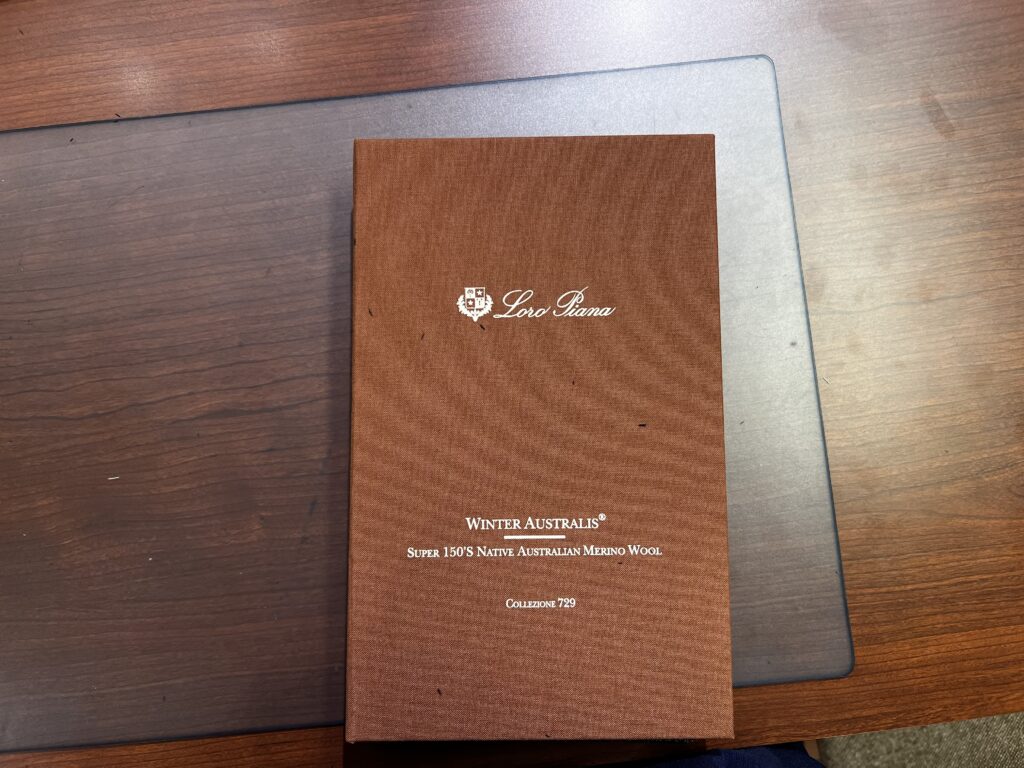 Loro Piana
WINTER AUSTRALIS®
SUPER 150'S NATIVE AUSTRALIAN MERINO WOOL
COLLEZIONE 729